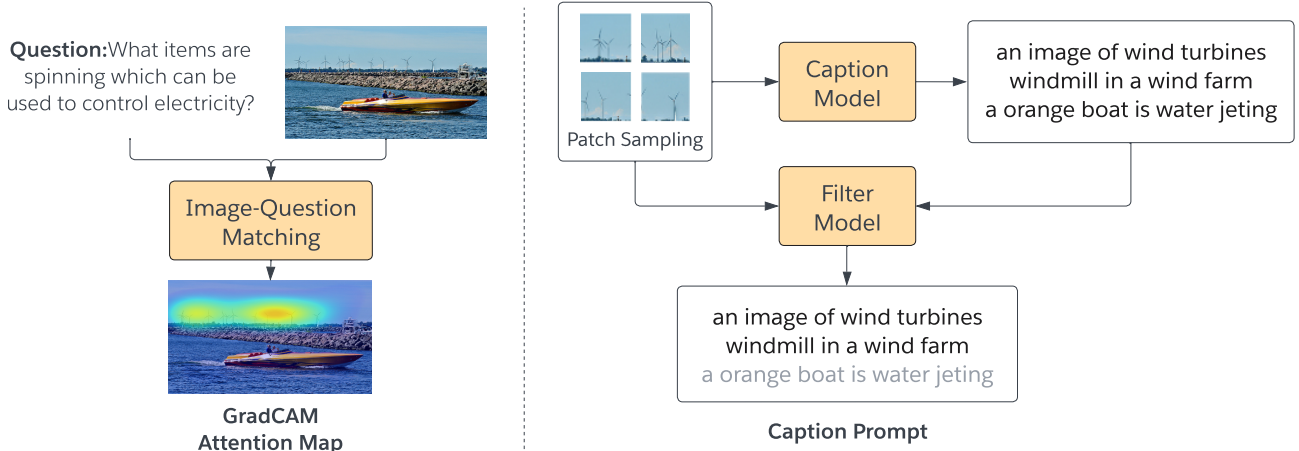 Question:What items are
spinning which can be
used to control electricity?
Image-Question
Matching
GradCAM
Attention Map
Patch Sampling
Caption
Model
an image of wind turbines
windmill in a wind farm
a orange boat is water jeting
Filter
Model
an image of wind turbines
windmill in a wind farm
a orange boat is water jeting
Caption Prompt